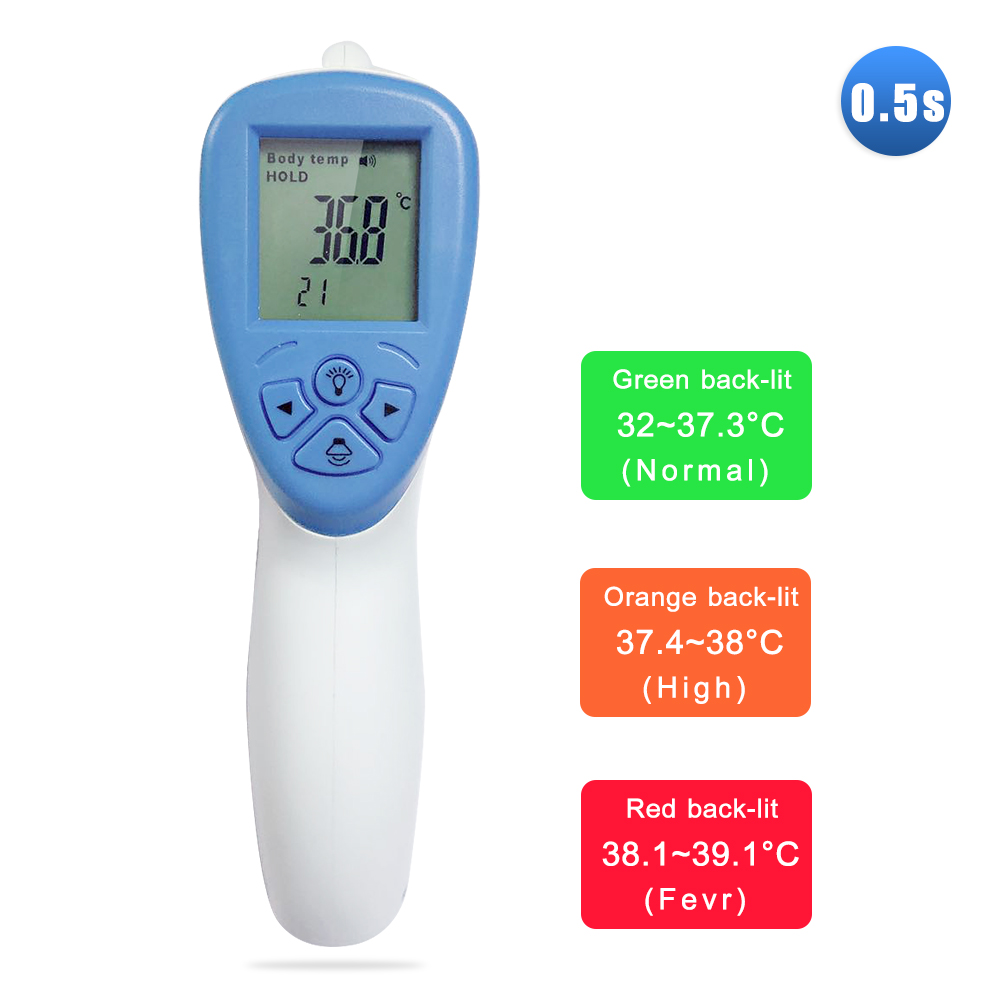 0.5s
Body temp
HOLD
36.8 °C
21
Green back-lit
32~37.3°C
(Normal)
Orange back-lit
37.4~38°C
(High)
Red back-lit
38.1~39.1°C
(Fevr)